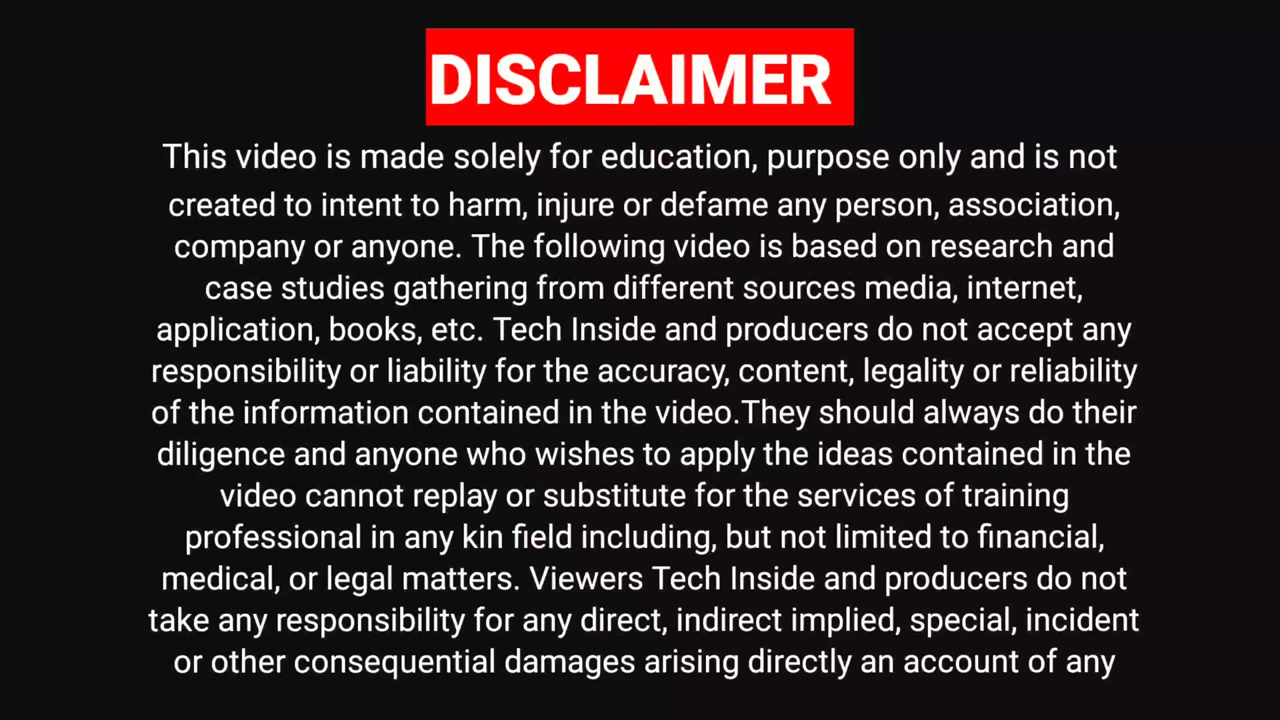 DISCLAIMER
This video is made solely for education, purpose only and is not
created to intent to harm, injure or defame any person, association,
company or anyone. The following video is based on research and
case studies gathering from different sources media, internet,
application, books, etc. Tech Inside and producers do not accept any
responsibility or liability for the accuracy, content, legality or reliability
of the information contained in the video.They should always do their
diligence and anyone who wishes to apply the ideas contained in the
video cannot replay or substitute for the services of training
professional in any kin field including, but not limited to financial,
medical, or legal matters. Viewers Tech Inside and producers do not
take any responsibility for any direct, indirect implied, special, incident
or other consequential damages arising directly an account of any